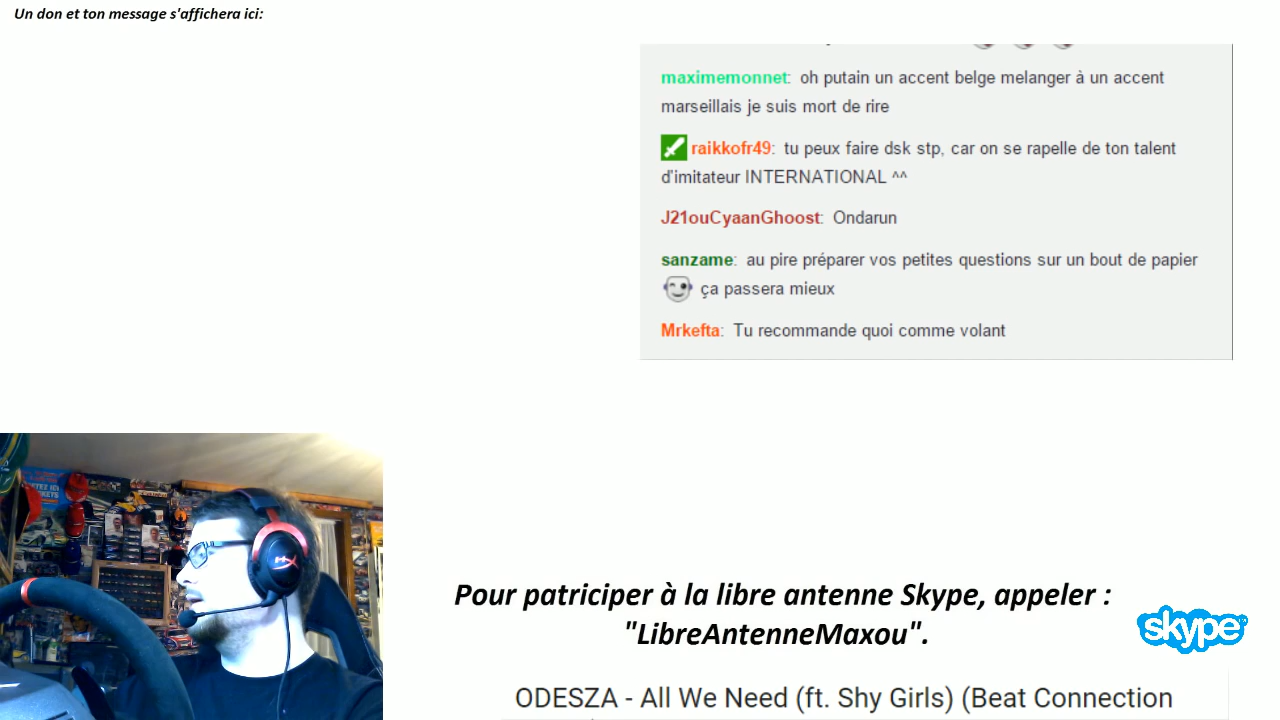 Un don et ton message s'affichera ici:
maximemonnet: oh putain un accent belge melanger à un accent
marseillais je suis mort de rire
raikkofr49: tu peux faire dsk stp, car on se rapelle de ton talent
d'imitateur INTERNATIONAL ^^
J21ouCyaanGhoost: Ondarun
sanzame: au pire préparer vos petites questions sur un bout de papier
ça passera mieux
Mrkefta: Tu recommande quoi comme volant
Pour patriciper à la libre antenne Skype, appeler :
"LibreAntenneMaxou".
skype
ODESZA - All We Need (ft. Shy Girls) (Beat Connection